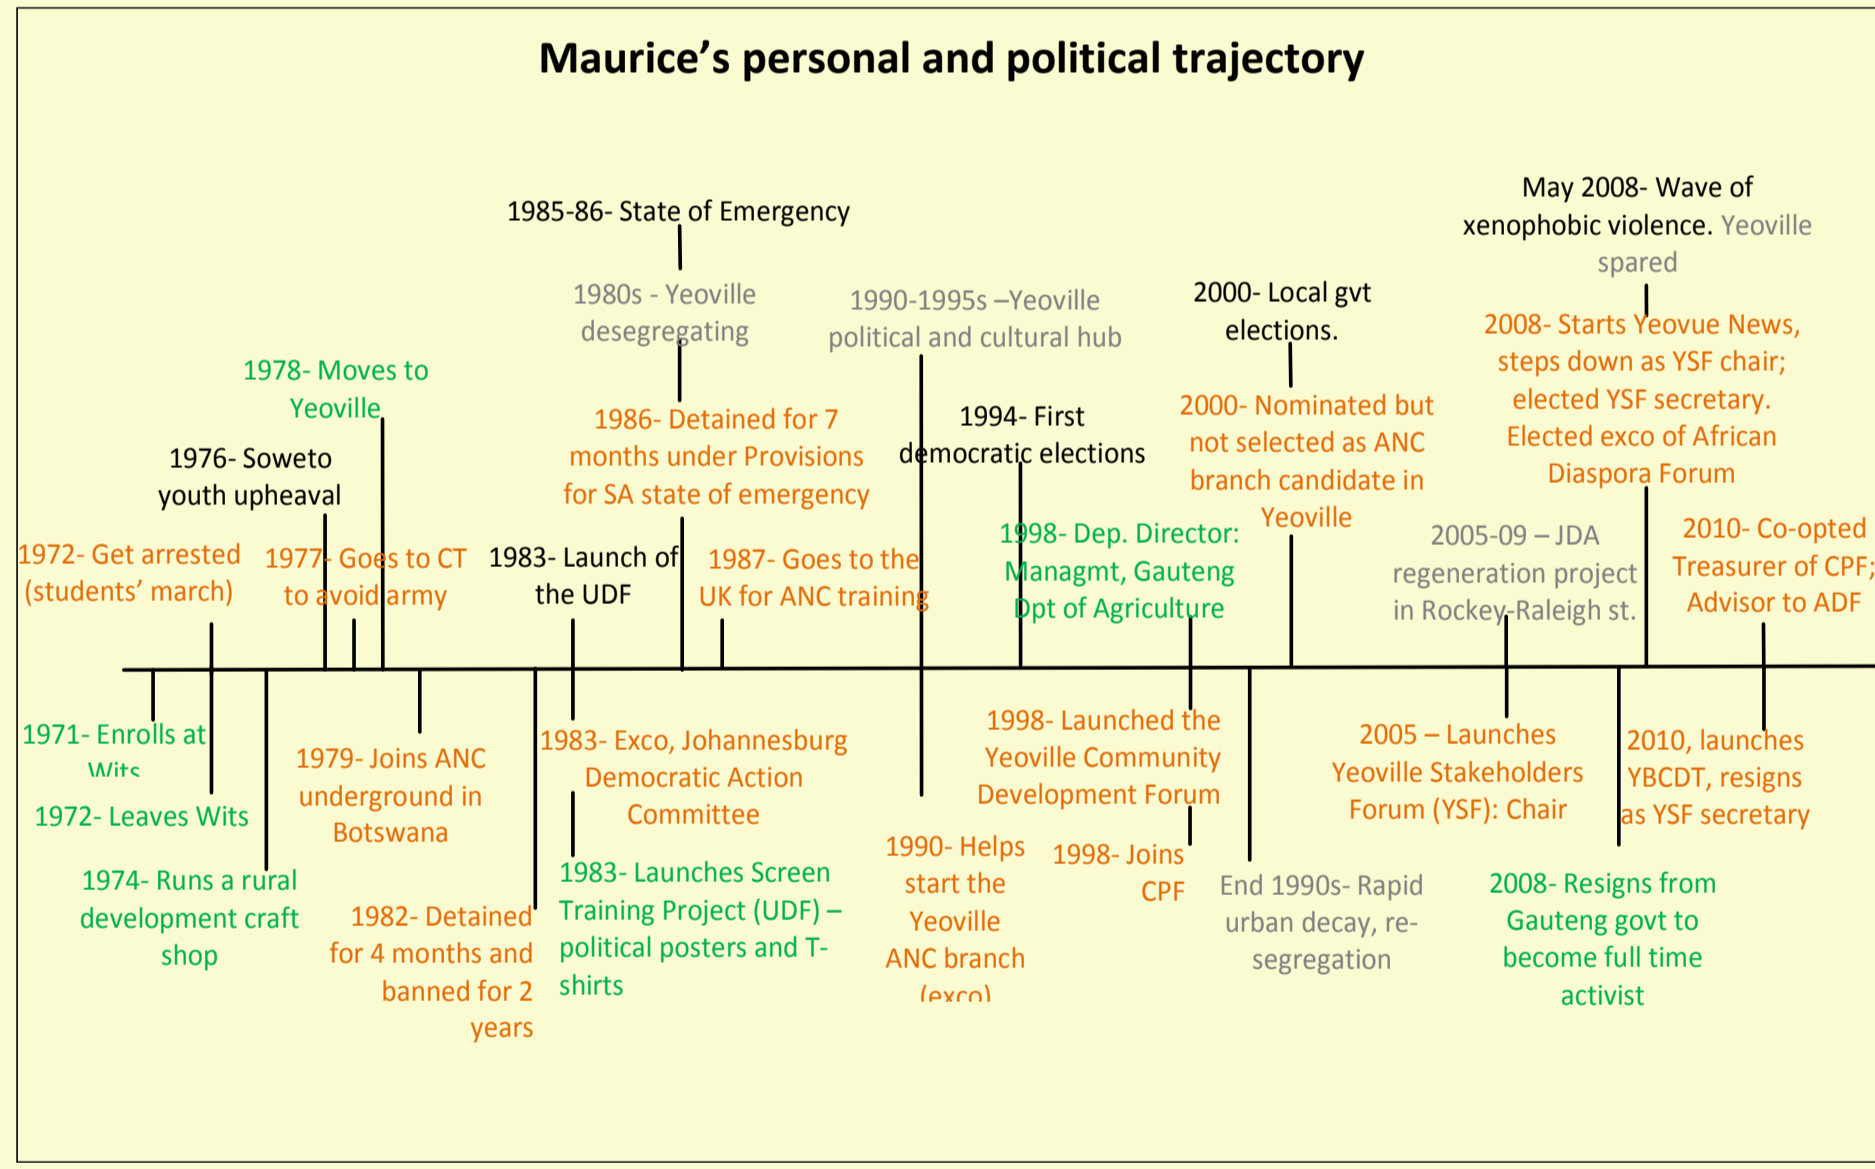 Maurice’s personal and political trajectory
1985-86- State of Emergency
1980s - Yeoville
desegregating
1986- Detained for 7
months under Provisions
for SA state of emergency
1990-1995s –Yeoville
political and cultural hub
1994- First
democratic elections
2000- Local gvt
elections.
2000- Nominated but
not selected as ANC
branch candidate in
Yeoville
May 2008- Wave of
xenophobic violence. Yeoville
spared
2008- Starts Yeovue News,
steps down as YSF chair;
elected YSF secretary.
Elected exco of African
Diaspora Forum
1978- Moves to
Yeoville
1976- Soweto
youth upheaval
1972- Get arrested
(students’ march)
1977- Goes to CT
to avoid army
1983- Launch of
the UDF
1987- Goes to the
UK for ANC training
1998- Dep. Director:
Managmt, Gauteng
Dpt of Agriculture
2005-09 – JDA
regeneration project
in Rockey-Raleigh st.
2010- Co-opted
Treasurer of CPF;
Advisor to ADF
1971- Enrolls at
Wits
1972- Leaves Wits
1974- Runs a rural
development craft
shop
1979- Joins ANC
underground in
Botswana
1982- Detained
for 4 months and
banned for 2
years
1983- Exco, Johannesburg
Democratic Action
Committee
1983- Launches Screen
Training Project (UDF) –
political posters and T-
shirts
1990- Helps
start the
Yeoville
ANC branch
(exco)
1998- Launched the
Yeoville Community
Development Forum
1998- Joins
CPF
End 1990s- Rapid
urban decay, re-
segregation
2005 – Launches
Yeoville Stakeholders
Forum (YSF): Chair
2008- Resigns from
Gauteng govt to
become full time
activist
2010, launches
YBCDT, resigns
as YSF secretary